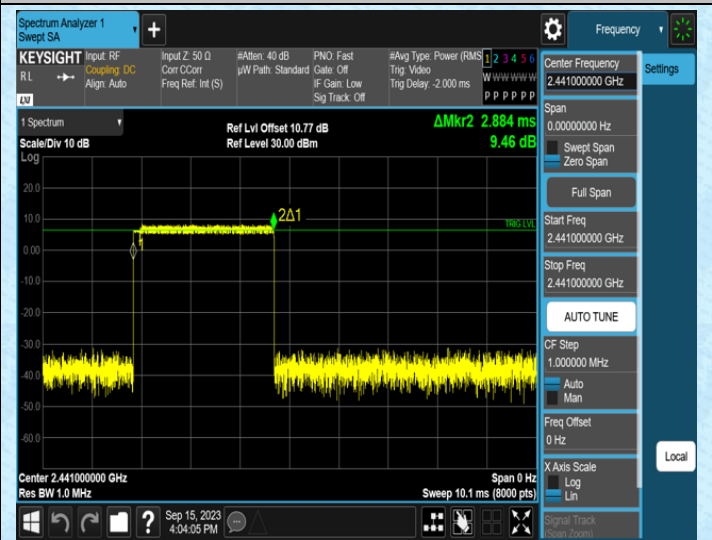 Spectrum Analyzer 1
Swept SA
+
Frequency
KEYSIGHT
Input: RF
Input Z: 50 Ω
#Atten: 40 dB
PNO: Fast
#Avg Type: Power (RMS
1 2 3 4 5 6
RL
Coupling: DC
Corr CCorr
µW Path: Standard
Gate: Off
Trig: Video
W W W W W W
Align: Auto
Freq Ref: Int (S)
IF Gain: Low
Trig Delay: -2.000 ms
P P P P P P
LXI
Sig Track: Off
1 Spectrum
Ref Lvl Offset 10.77 dB
ΔMkr2 2.884 ms
Scale/Div 10 dB
Ref Level 30.00 dBm
9.46 dB
Log
20.0
10.0
0.00
-10.0
-20.0
-30.0
-40.0
-50.0
-60.0
2Δ1
TRIG LVL
Center 2.441000000 GHz
Span 0 Hz
Res BW 1.0 MHz
Sweep 10.1 ms (8000 pts)
Center Frequency
2.441000000 GHz
Settings
Span
0.00000000 Hz
Swept Span
Zero Span
Full Span
Start Freq
2.441000000 GHz
Stop Freq
2.441000000 GHz
AUTO TUNE
CF Step
1.000000 MHz
Auto
Man
Freq Offset
0 Hz
X Axis Scale
Log
Lin
Local
Signal Track
(Span Zoom)
?
Sep 15, 2023
4:04:05 PM